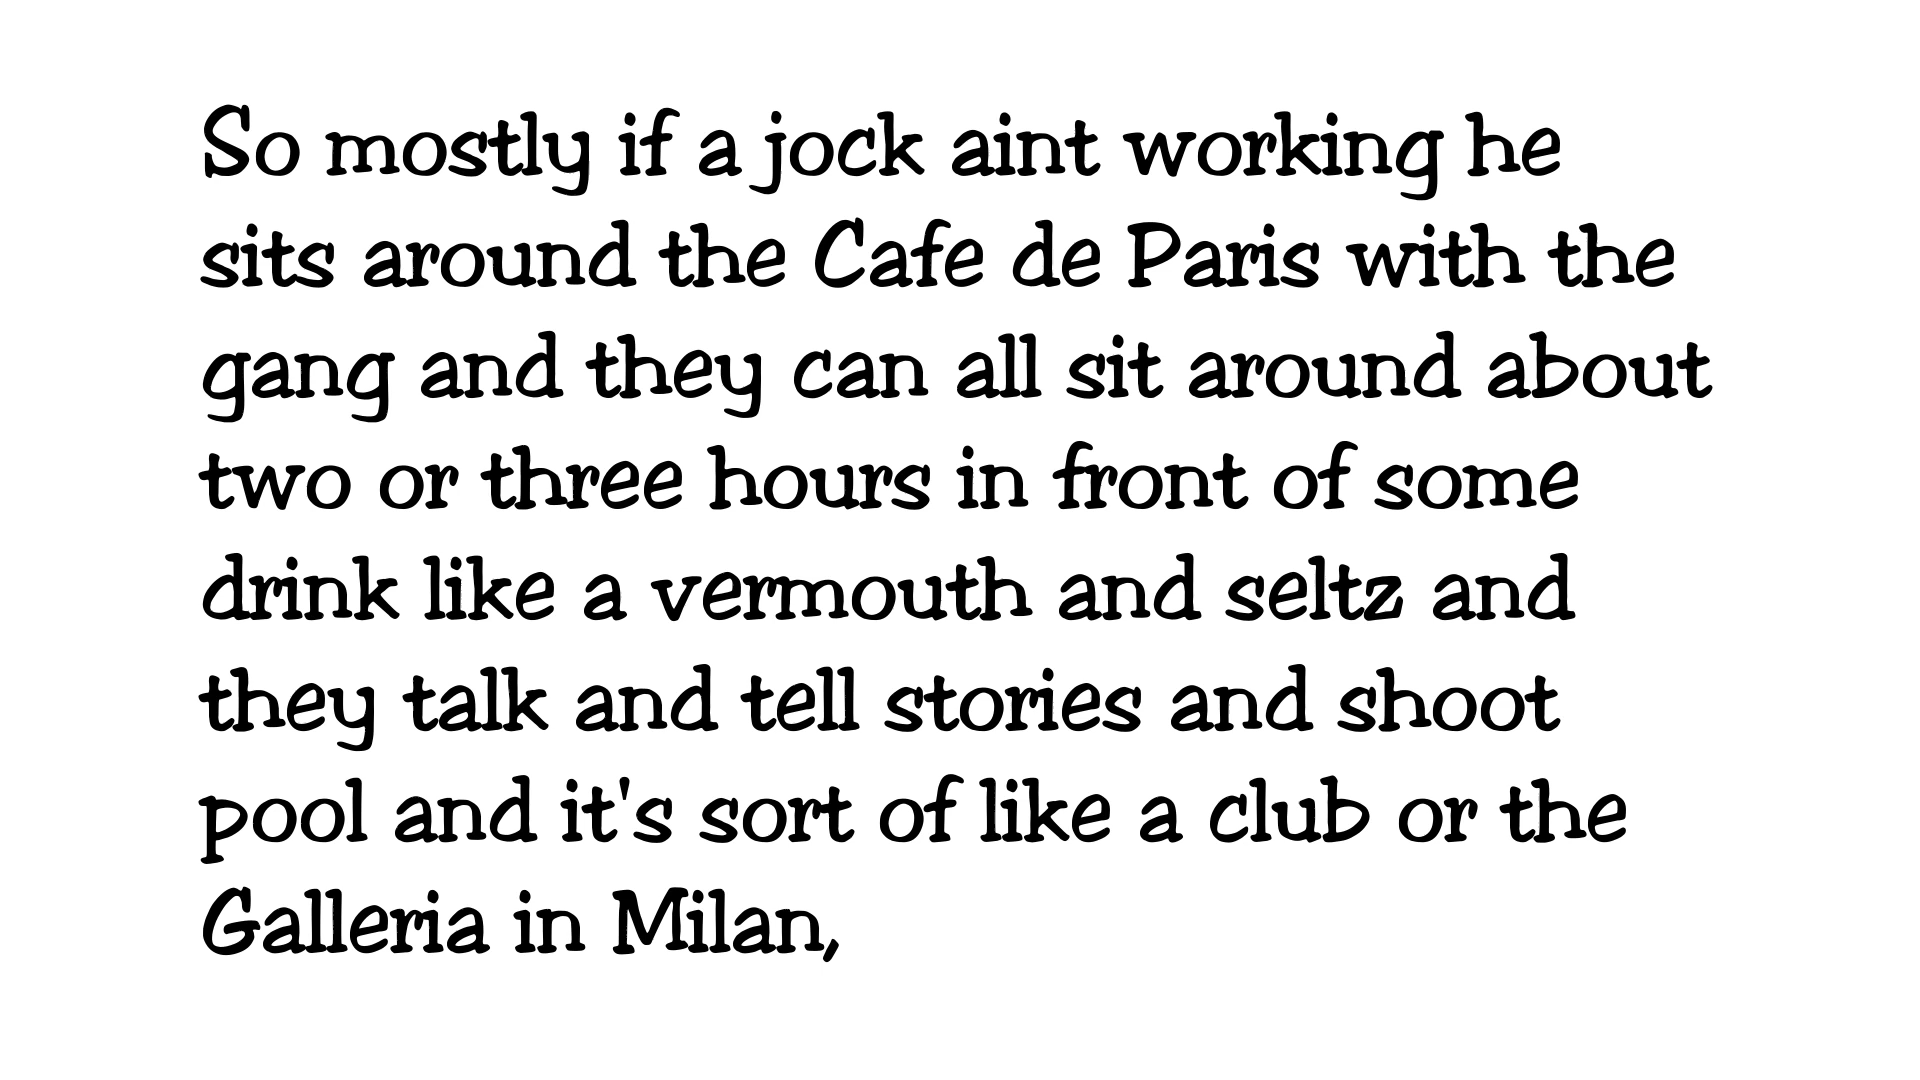 So mostly if a jock aint working he
sits around the Cafe de Paris with the
gang and they can all sit around about
two or three hours in front of some
drink like a vermouth and seltz and
they talk and tell stories and shoot
pool and it's sort of like a club or the
Galleria in Milan,